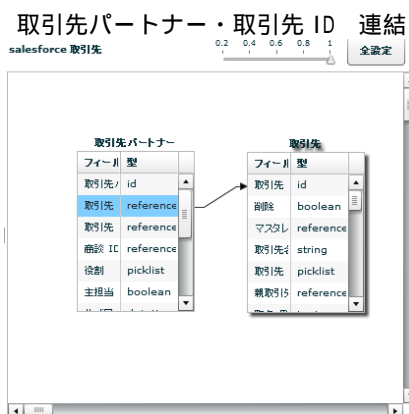 取引先パートナー・取引先 ID 連結
salesforce 取引先
0.2 0.4 0.6 0.8 1
全設定
取引先パートナー
フィール 型
取引先 id
取引先 reference
取引先 reference
商談 ID reference
役割 picklist
主担当 boolean
取引先
フィール 型
取引先 id
削除 boolean
マスタレ reference
取引先名 string
取引先 picklist
親取引先 reference